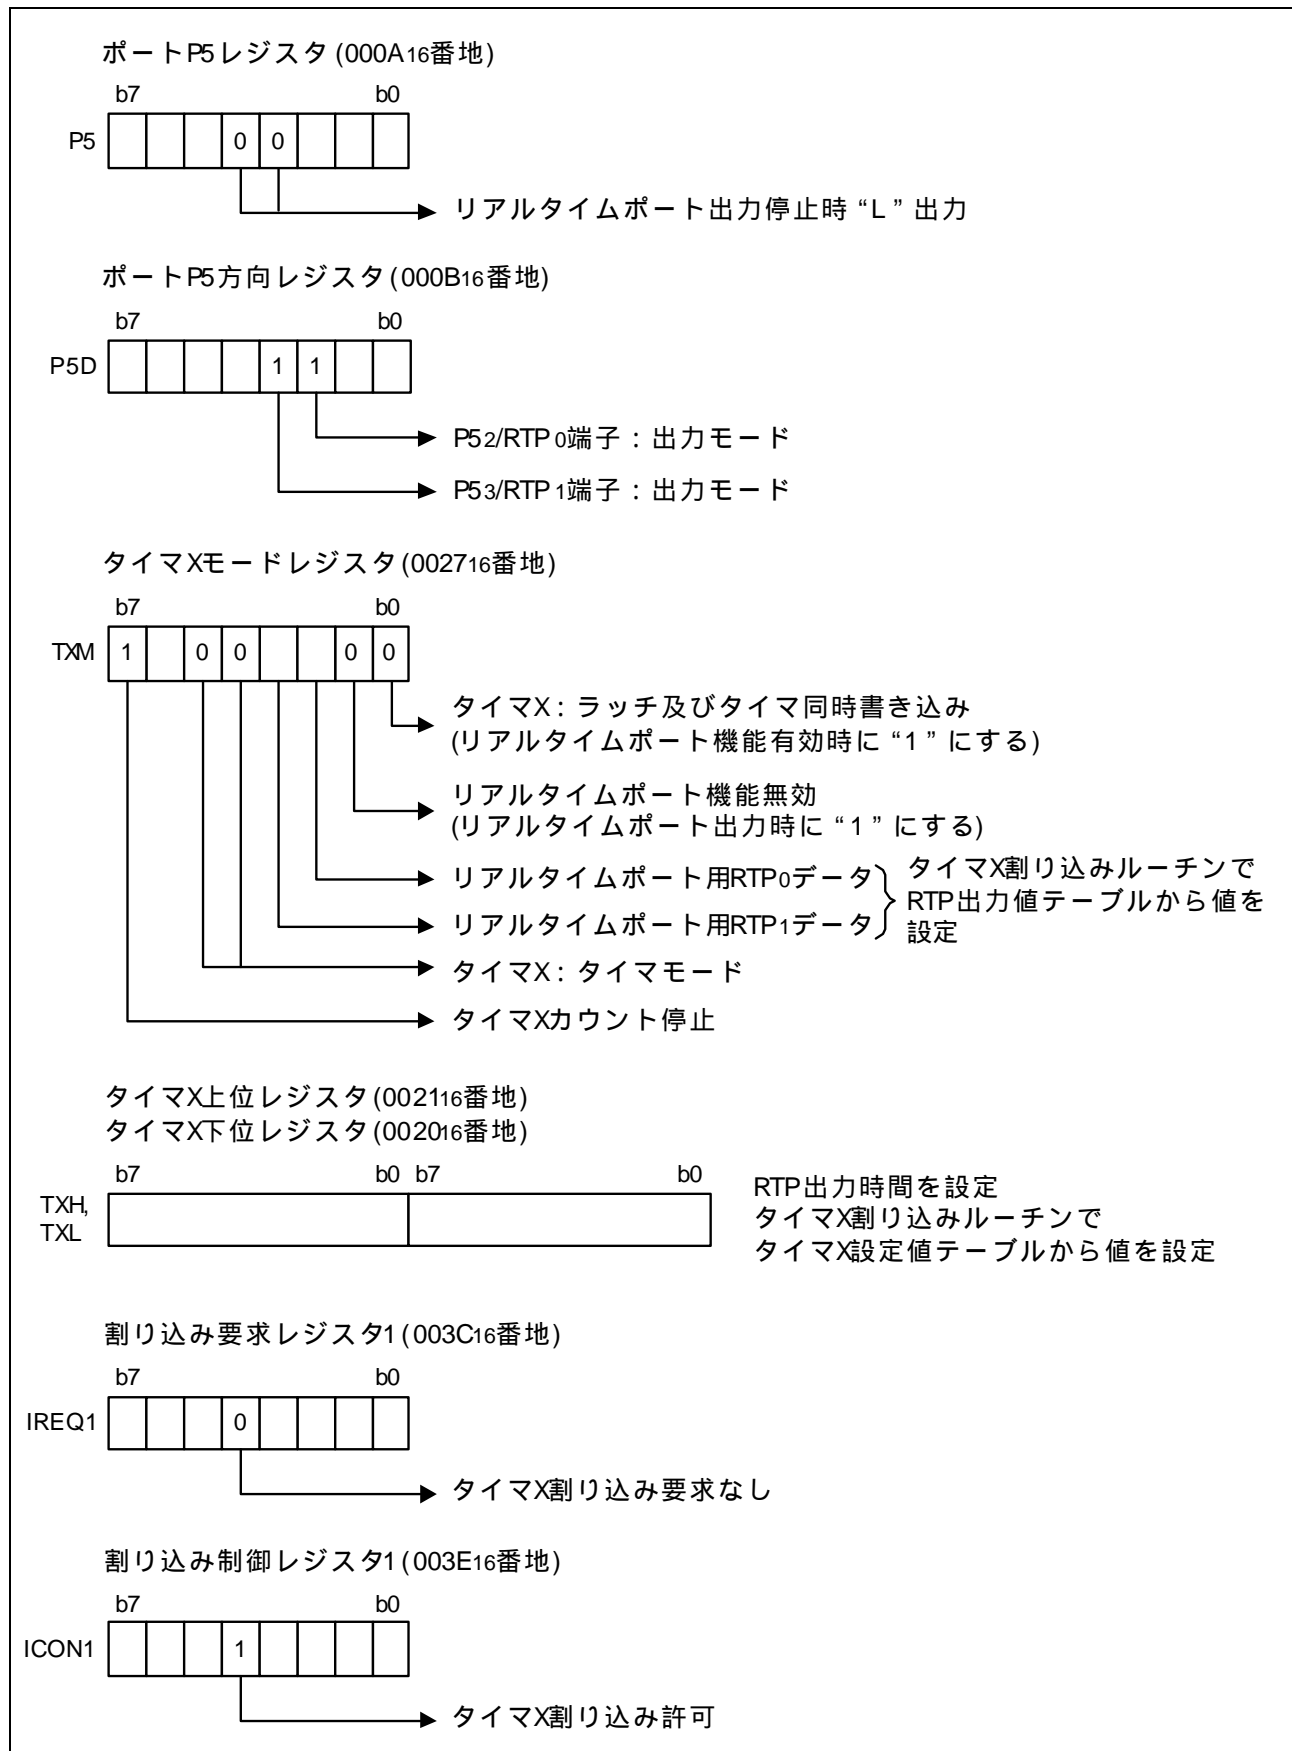 ポートP5レジスタ(000A16番地)
b7 b0
P5 0 0
リアルタイムポート出力停止時 “L” 出力
ポートP5方向レジスタ(000B16番地)
b7 b0
P5D 1 1
P52/RTP0端子：出力モード
P53/RTP1端子：出力モード
タイマXモードレジスタ(002716番地)
b7 b0
TXM 1 0 0 0 0
タイマX：ラッチ及びタイマ同時書き込み
(リアルタイムポート機能有効時に “1” にする)
リアルタイムポート機能無効
(リアルタイムポート出力時に “1” にする)
リアルタイムポート用RTP0データ
リアルタイムポート用RTP1データ
タイマX割り込みルーチンで
RTP出力値テーブルから値を
設定
タイマX：タイマモード
タイマXカウント停止
タイマX上位レジスタ(002116番地)
タイマX下位レジスタ(002016番地)
b7 b0 b7 b0
TXH,
TXL
RTP出力時間を設定
タイマX割り込みルーチンで
タイマX設定値テーブルから値を設定
割り込み要求レジスタ1(003C16番地)
b7 b0
IREQ1 0
タイマX割り込み要求なし
割り込み制御レジスタ1(003E16番地)
b7 b0
ICON1 1
タイマX割り込み許可